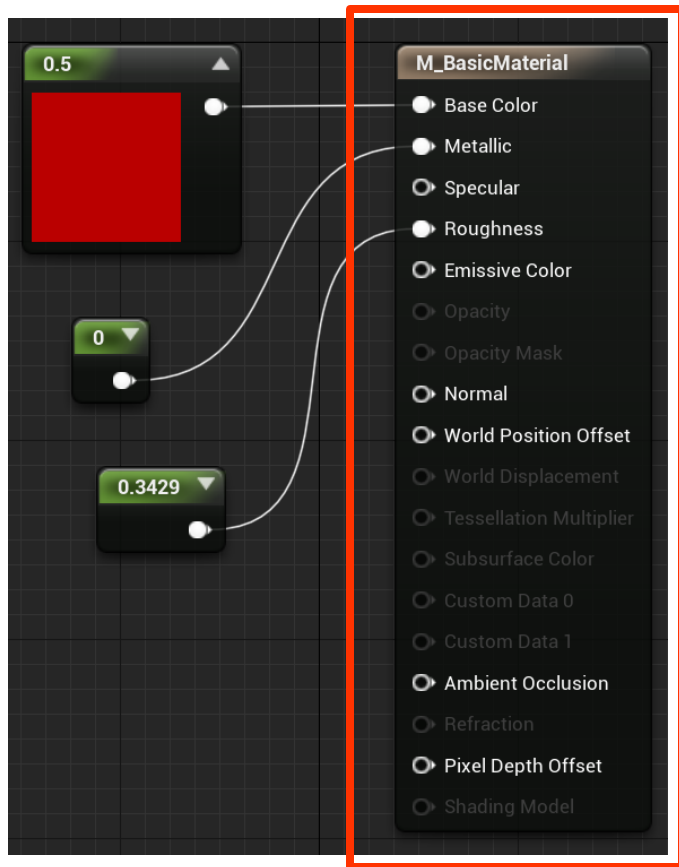 0.5
0
0.3429
M_BasicMaterial
Base Color
Metallic
Specular
Roughness
Emissive Color
Opacity
Opacity Mask
Normal
World Position Offset
World Displacement
Tessellation Multiplier
Subsurface Color
Custom Data 0
Custom Data 1
Ambient Occlusion
Refraction
Pixel Depth Offset
Shading Model